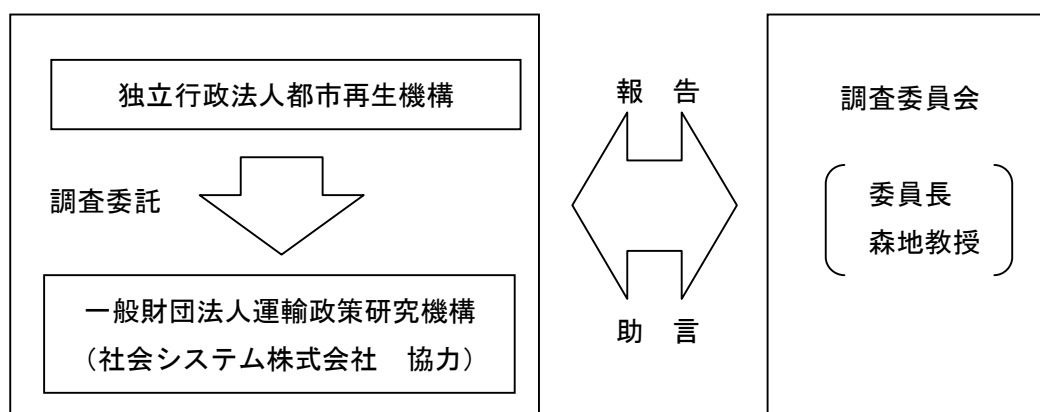 独立行政法人都市再生機構
調査委託
一般財団法人運輸政策研究機構
（社会システム株式会社　協力）
報　告
助　言
調査委員会
委員長
森地教授